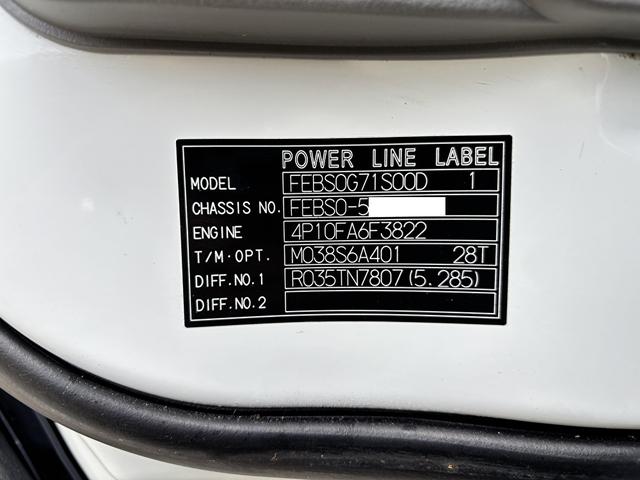 POWER LINE LABEL
MODEL FEBS0G71S00D 1
CHASSIS NO. FEBS0-5
ENGINE 4P10FA6F3822
T/M·OPT. M038S6A401 28T
DIFF.NO.1 R035TN7807(5.285)
DIFF.NO.2